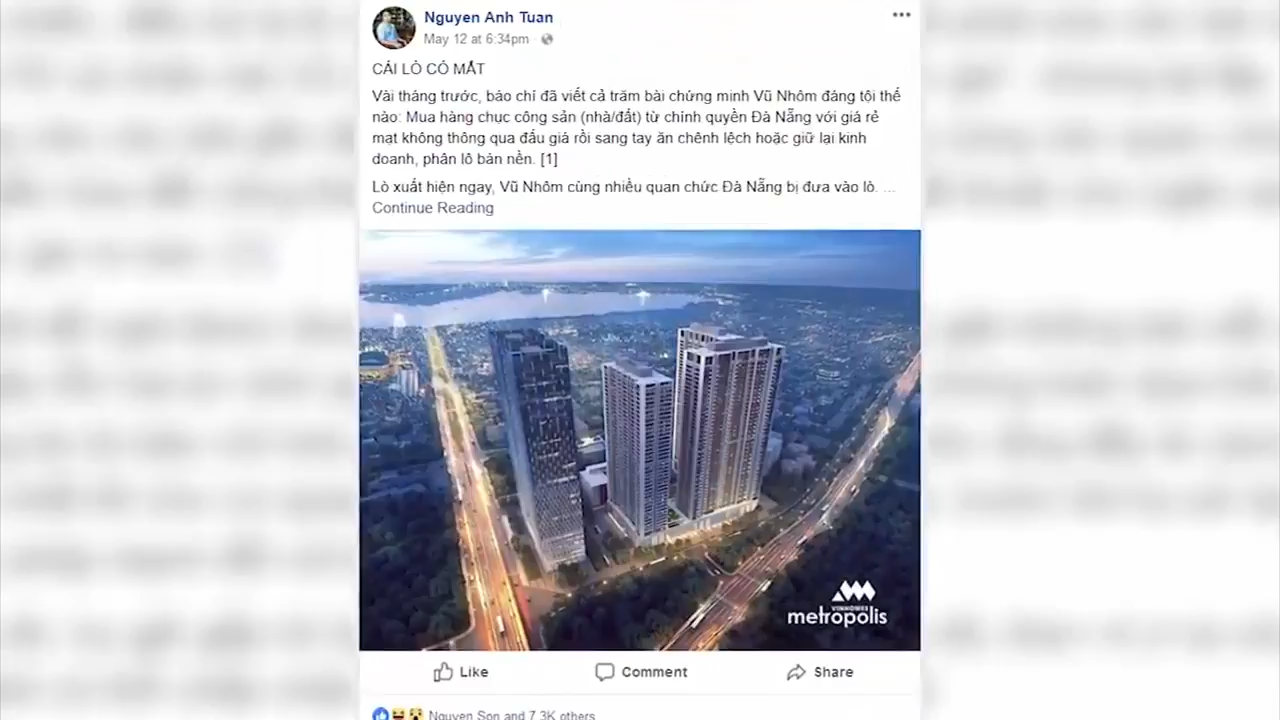 Nguyen Anh Tuan
May 12 at 6:34pm ·
CÁI LÒ CÓ MẮT
Vài tháng trước, báo chí đã viết cả trăm bài chứng minh Vũ Nhôm đáng tội thế
nào: Mua hàng chục công sản (nhà/đất) từ chính quyền Đà Nẵng với giá rẻ
mạt không thông qua đấu giá rồi sang tay ăn chênh lệch hoặc giữ lại kinh
doanh, phân lô bán nền. [1]
Lò xuất hiện ngay, Vũ Nhôm cùng nhiều quan chức Đà Nẵng bị đưa vào lò. ...
Continue Reading
VINHOMES
metropolis
Like
Comment
Share
Nguyen Son and 7.3K others